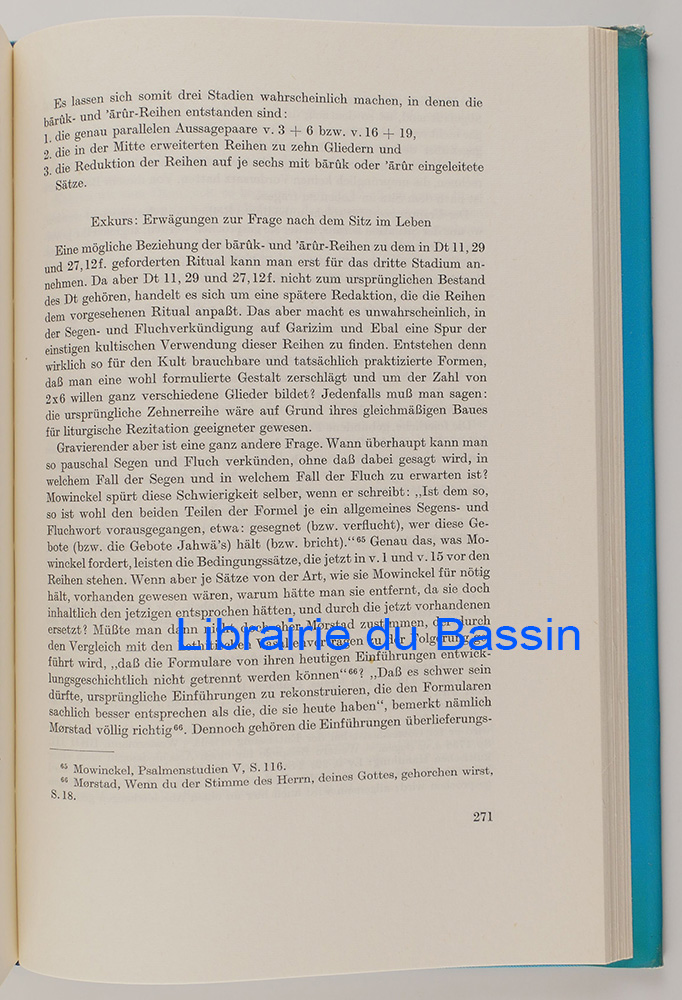 Es lassen sich somit drei Stadien wahrscheinlich machen, in denen die
bārûk- und 'ārûr-Reihen entstanden sind:
1. die genau parallelen Aussagepaare v. 3 + 6 bzw. v. 16 + 19,
2. die in der Mitte erweiterten Reihen zu zehn Gliedern und
3. die Reduktion der Reihen auf je sechs mit bārûk oder 'ārûr eingeleitete
Sätze.
Exkurs: Erwägungen zur Frage nach dem Sitz im Leben
Eine mögliche Beziehung der bārûk- und 'ārûr-Reihen zu dem in Dt 11, 29
und 27,12f. geforderten Ritual kann man erst für das dritte Stadium an-
nehmen. Da aber Dt 11, 29 und 27,12f. nicht zum ursprünglichen Bestand
des Dt gehören, handelt es sich um eine spätere Redaktion, die die Reihen
dem vorgesehenen Ritual anpaßt. Das aber macht es unwahrscheinlich, in
der Segen- und Fluchverkündigung auf Garizim und Ebal eine Spur der
einstigen kultischen Verwendung dieser Reihen zu finden. Entstehen denn
wirklich so für den Kult brauchbare und tatsächlich praktizierte Formen,
daß man eine wohl formulierte Gestalt zerschlägt und um der Zahl von
2x6 willen ganz verschiedene Glieder bildet? Jedenfalls muß man sagen:
die ursprüngliche Zehnerreihe wäre auf Grund ihres gleichmäßigen Baues
für liturgische Rezitation geeigneter gewesen.
Gravierender aber ist eine ganz andere Frage. Wann überhaupt kann man
so pauschal Segen und Fluch verkünden, ohne daß dabei gesagt wird, in
welchem Fall der Segen und in welchem Fall der Fluch zu erwarten ist?
Mowinckel spürt diese Schwierigkeit selber, wenn er schreibt: „Ist dem so,
so ist wohl den beiden Teilen der Formel je ein allgemeines Segens- und
Fluchwort vorausgegangen, etwa: gesegnet (bzw. verflucht), wer diese Ge-
bote (bzw. die Gebote Jahwä's) hält (bzw. bricht).“65 Genau das, was Mo-
winckel fordert, leisten die Bedingungssätze, die jetzt in v. 1 und v. 15 vor den
Reihen stehen. Wenn aber je Sätze von der Art, wie sie Mowinckel für nötig
hält, vorhanden gewesen wären, warum hätte man sie entfernt, da sie doch
inhaltlich den jetzigen entsprochen hätten, und durch die jetzt vorhandenen
ersetzt? Müßte man dann nicht doch eher Mørstad zustimmen, der durch
Librairie du Bassin
den Vergleich mit den
führt wird, „daß die Formulare von ihren heutigen Einführungen entwick-
lungsgeschichtlich nicht getrennt werden können“66? „Daß es schwer sein
dürfte, ursprüngliche Einführungen zu rekonstruieren, die den Formularen
sachlich besser entsprechen als die, die sie heute haben“, bemerkt nämlich
Mørstad völlig richtig66. Dennoch gehören die Einführungen überlieferungs-
65 Mowinckel, Psalmenstudien V, S. 116.
66 Mørstad, Wenn du der Stimme des Herrn, deines Gottes, gehorchen wirst,
S. 18.
271